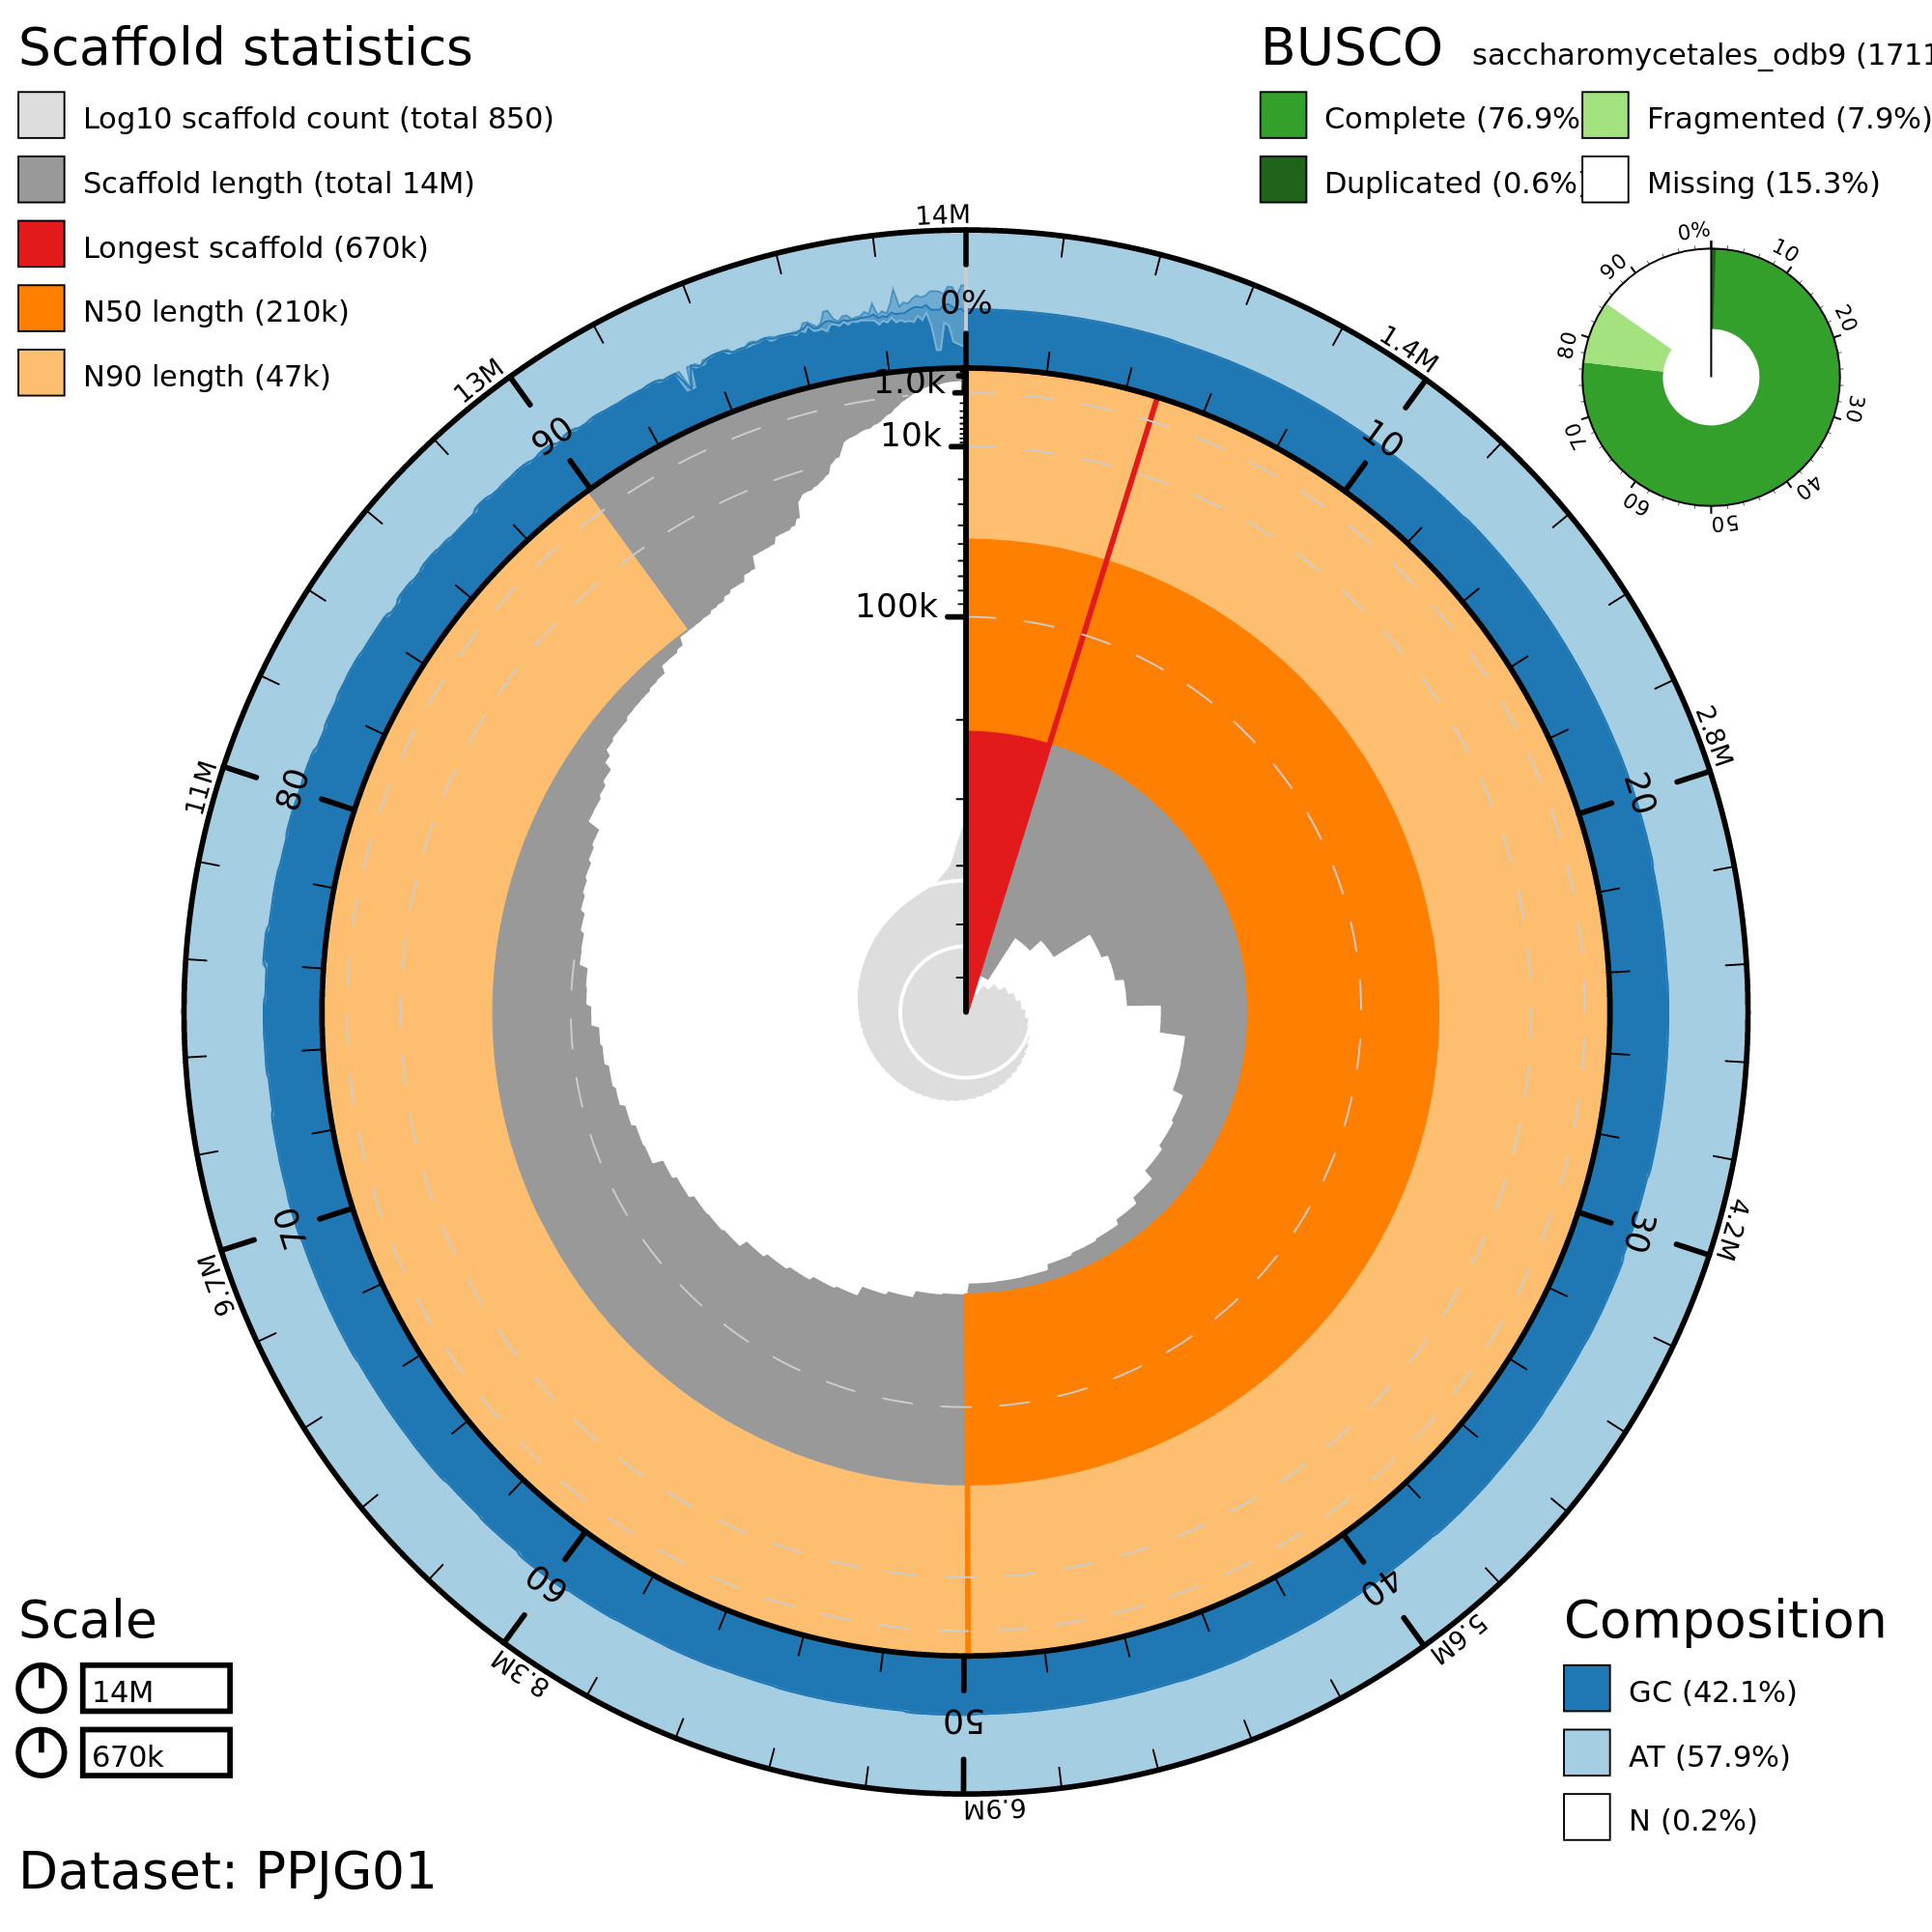 Scaffold statistics
Log10 scaffold count (total 850)
Scaffold length (total 14M)
Longest scaffold (670k)
N50 length (210k)
N90 length (47k)
BUSCO saccharomycetales_odb9 (1711
Complete (76.9%
Fragmented (7.9%)
Duplicated (0.6%
Missing (15.3%)
0%
10
20
30
40
50
60
70
80
90
14M
1.4M
2.8M
4.2M
5.6M
6.9M
8.3M
9.7M
11M
13M
0%
10
20
30
40
50
60
70
80
90
1.0k
10k
100k
Scale
14M
670k
Composition
GC (42.1%)
AT (57.9%)
N (0.2%)
Dataset: PPJG01